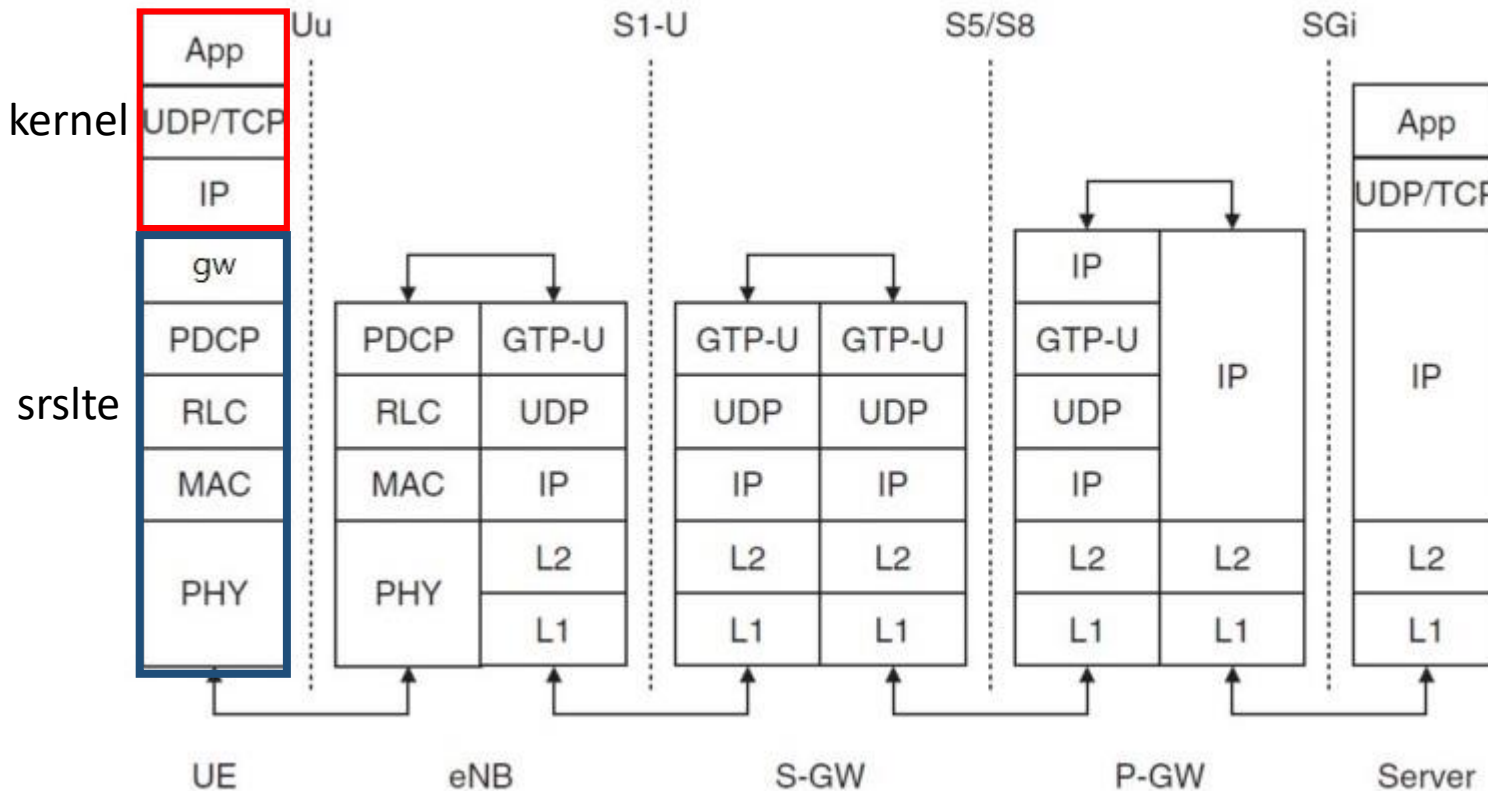 Uu S1-U S5/S8 SGi
App
kernel UDP/TCP
IP
srslte
gw
PDCP
RLC
MAC
PHY
PDCP GTP-U
RLC UDP
MAC IP
PHY L2
L1
GTP-U GTP-U
UDP UDP
IP IP
L2 L2
L1 L1
IP
GTP-U
UDP
IP
L2
L1
IP
L2
L1
App
UDP/TCP
IP
L2
L1
UE eNB S-GW P-GW Server